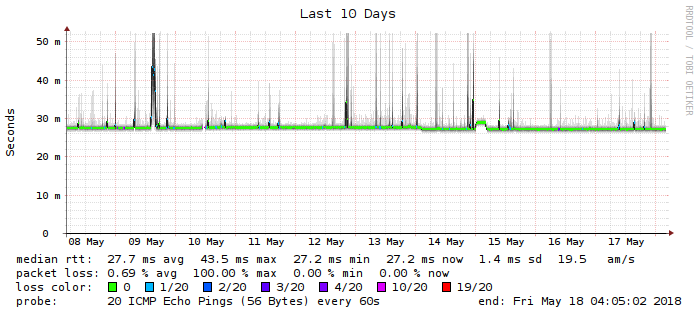 Last 10 Days
RRDTOOL / TOBI OETIKER
Seconds
50 m
40 m
30 m
20 m
10 m
0
08 May 09 May 10 May 11 May 12 May 13 May 14 May 15 May 16 May 17 May
median rtt: 27.7 ms avg 43.5 ms max 27.2 ms min 27.2 ms now 1.4 ms sd 19.5 am/s
packet loss: 0.69 % avg 100.00 % max 0.00 % min 0.00 % now
loss color: 0 1/20 2/20 3/20 4/20 10/20 19/20
probe: 20 ICMP Echo Pings (56 Bytes) every 60s end: Fri May 18 04:05:02 2018